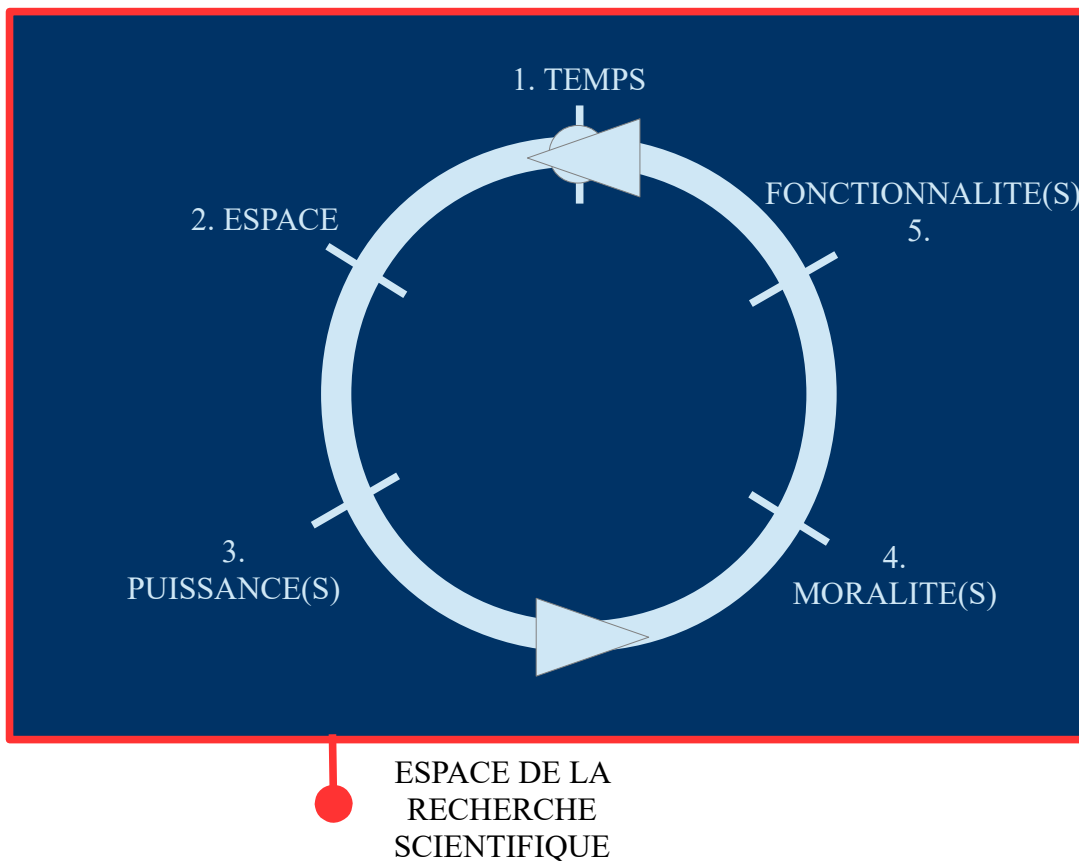 1. TEMPS
2. ESPACE
3.
PUISSANCE(S)
4.
MORALITE(S)
FONCTIONNALITE(S)
5.
ESPACE DE LA
RECHERCHE
SCIENTIFIQUE